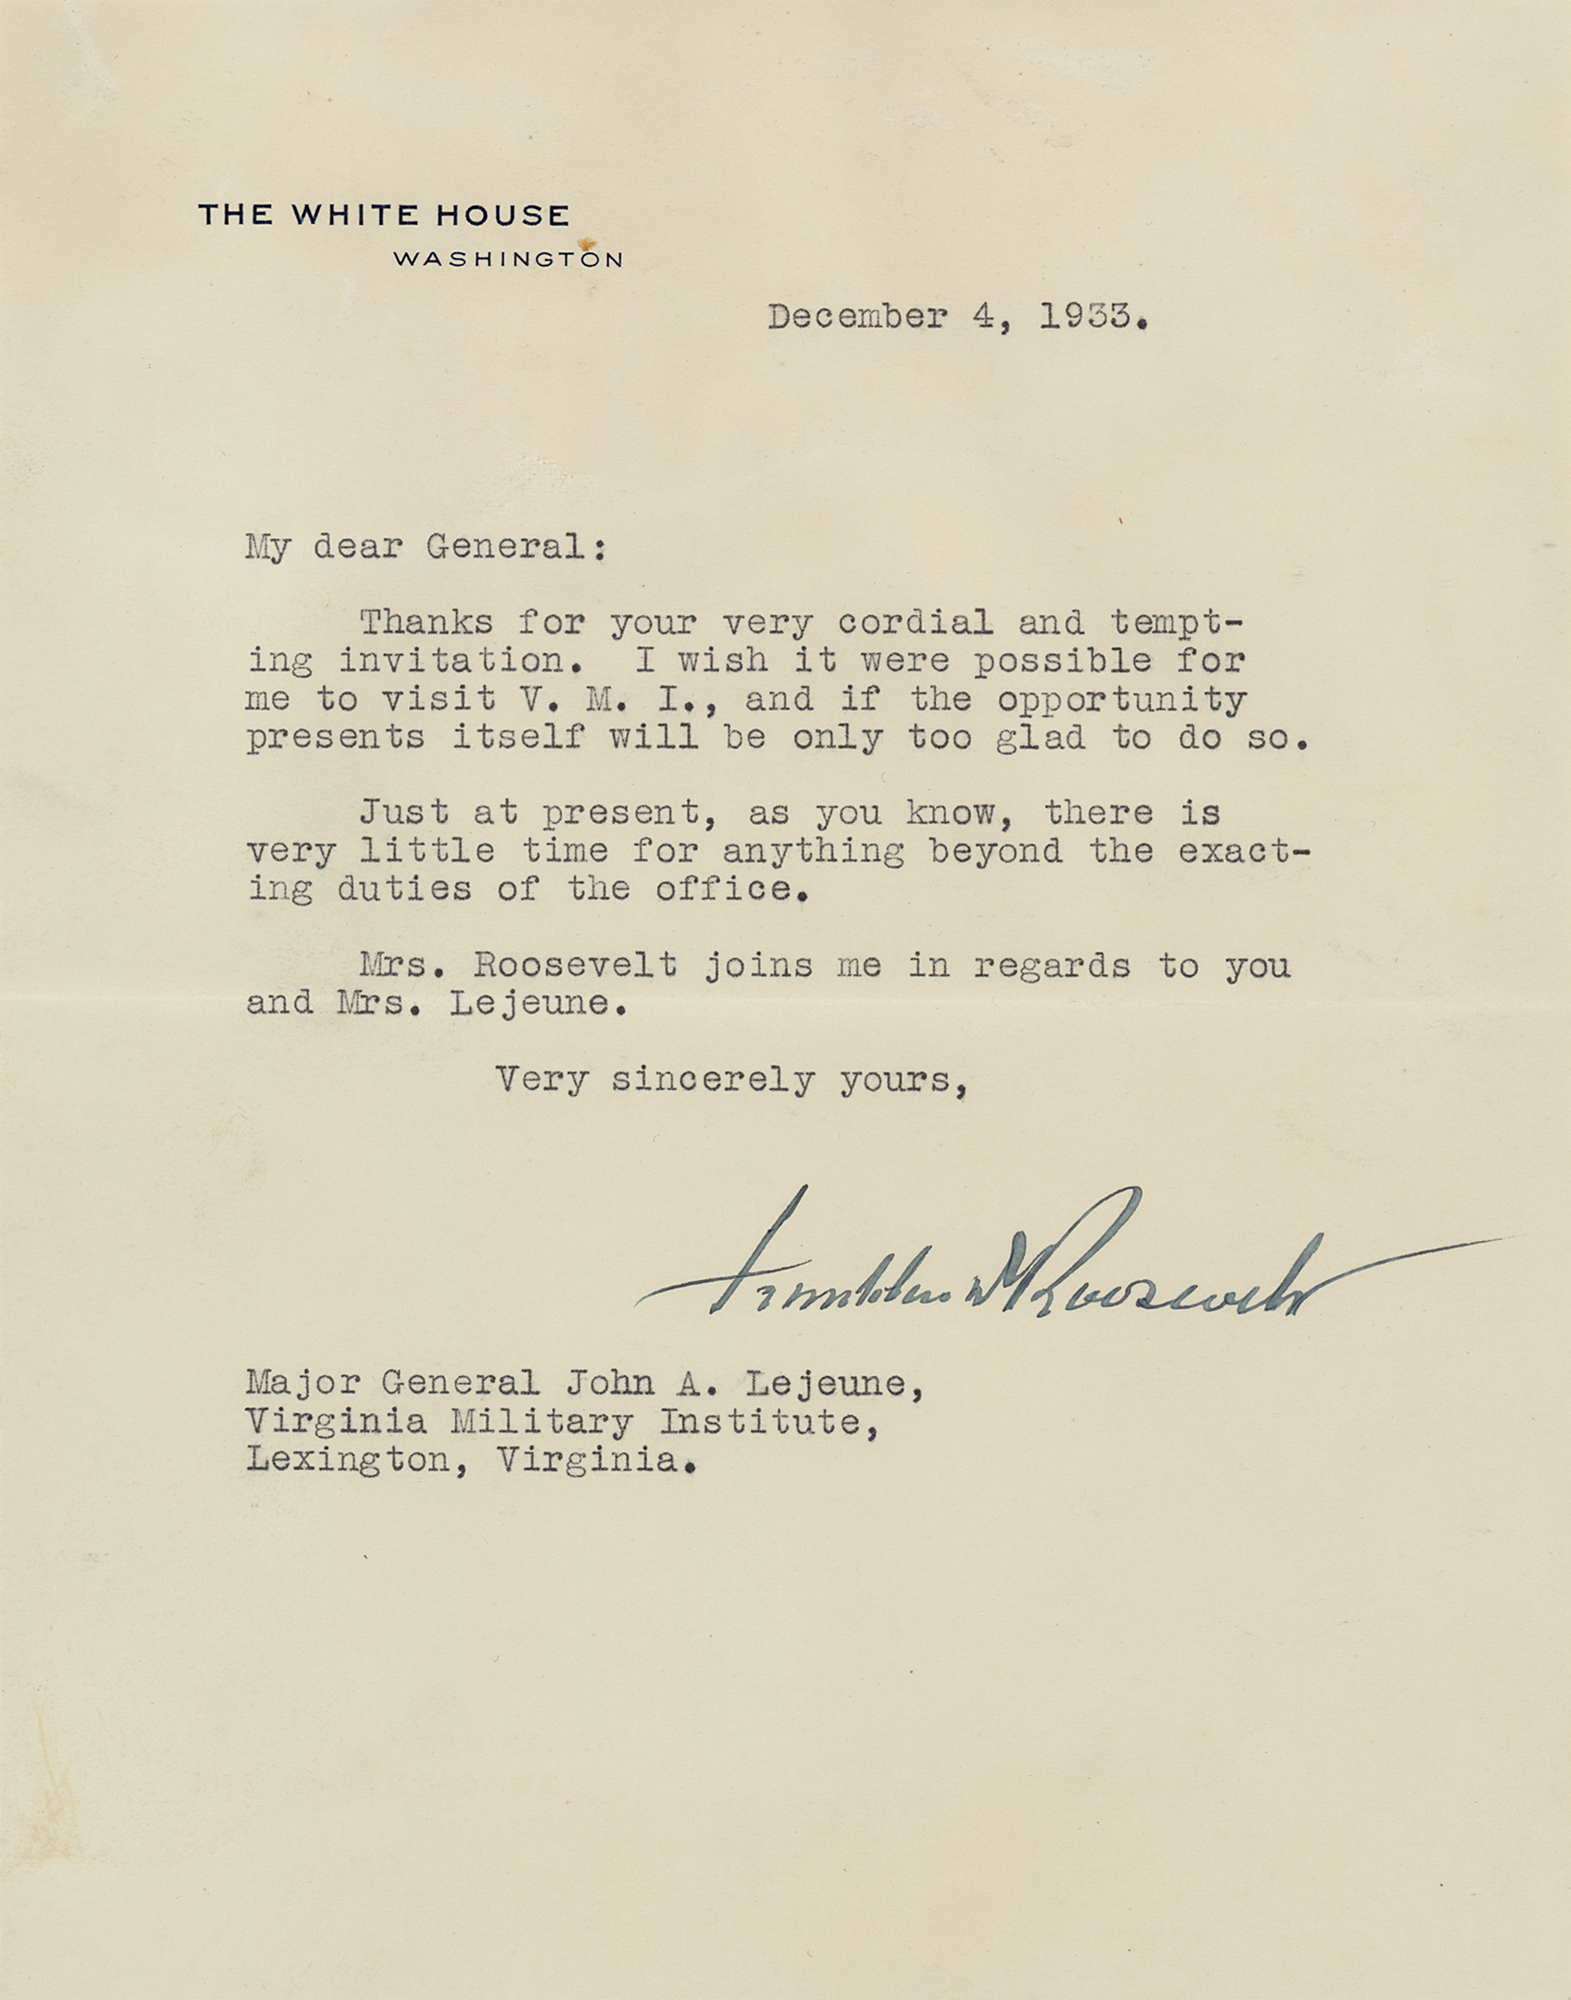 THE WHITE HOUSE
WASHINGTON
December 4, 1933.
My dear General:
Thanks for your very cordial and tempt-
ing invitation. I wish it were possible for
me to visit V. M. I., and if the opportunity
presents itself will be only too glad to do so.
Just at present, as you know, there is
very little time for anything beyond the exact-
ing duties of the office.
Mrs. Roosevelt joins me in regards to you
and Mrs. Lejeune.
Very sincerely yours,
Franklin D Roosevelt
Major General John A. Lejeune,
Virginia Military Institute,
Lexington, Virginia.